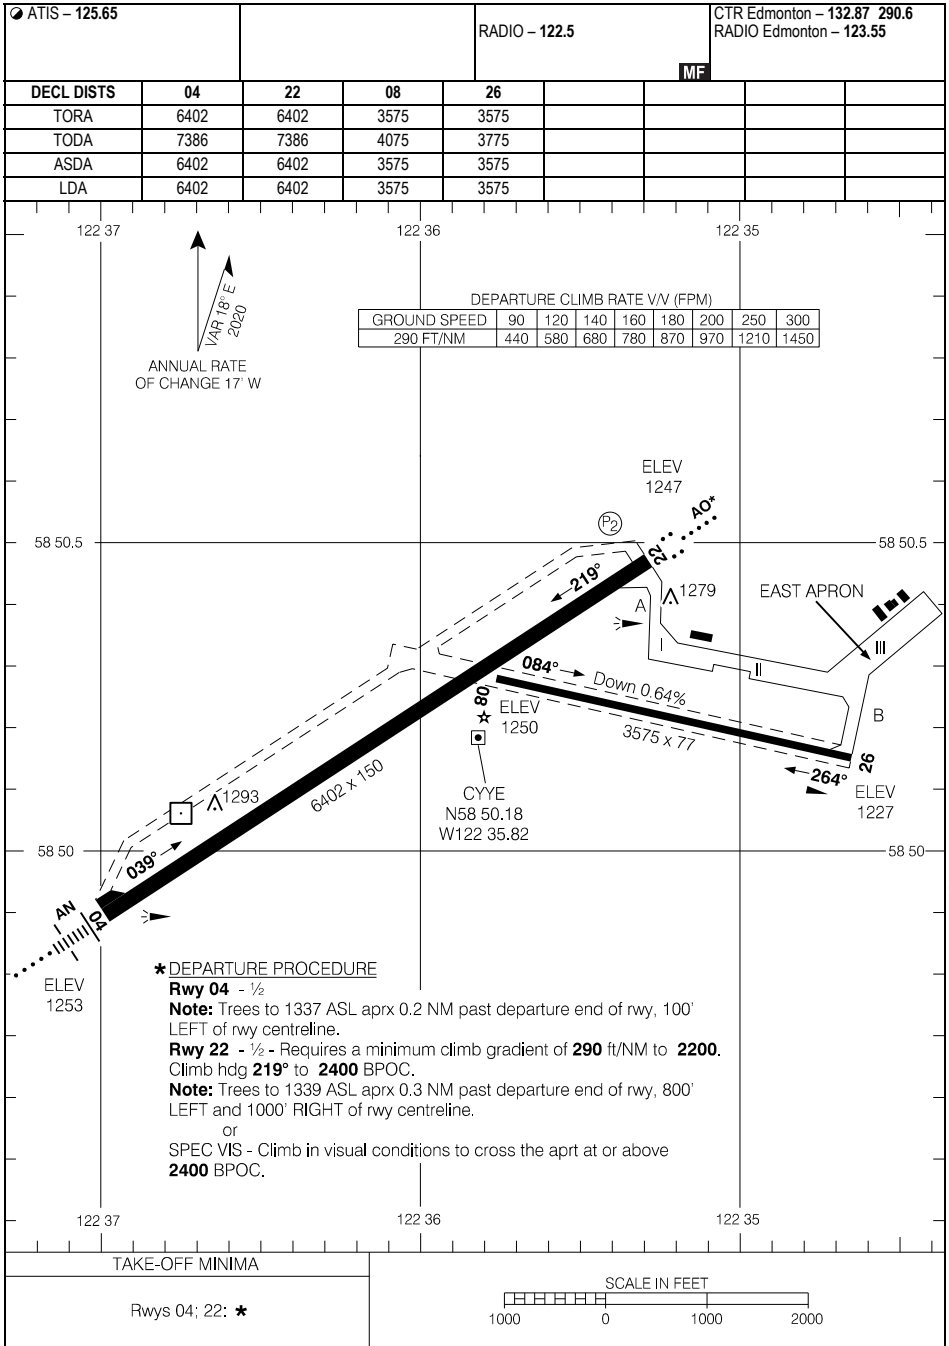 ATIS – 125.65
RADIO – 122.5
MF
CTR Edmonton – 132.87 290.6
RADIO Edmonton – 123.55
DECL DISTS 04 22 08 26
TORA 6402 6402 3575 3575
TODA 7386 7386 4075 3775
ASDA 6402 6402 3575 3575
LDA 6402 6402 3575 3575
122 37 122 36 122 35
VAR 18° E
2020
ANNUAL RATE
OF CHANGE 17' W
DEPARTURE CLIMB RATE V/V (FPM)
GROUND SPEED 90 120 140 160 180 200 250 300
290 FT/NM 440 580 680 780 870 970 1210 1450
ELEV
1247
AO*
P2
58 50.5 58 50.5
22
219°
1279
A
EAST APRON
I
II
III
B
084°
Down 0.64%
08
ELEV
1250
3575 x 77
26
264°
ELEV
1227
CYYE
N58 50.18
W122 35.82
6402 x 150
1293
58 50 58 50
039°
AN
04
ELEV
1253
* DEPARTURE PROCEDURE
Rwy 04 - ½
Note: Trees to 1337 ASL aprx 0.2 NM past departure end of rwy, 100'
LEFT of rwy centreline.
Rwy 22 - ½ - Requires a minimum climb gradient of 290 ft/NM to 2200.
Climb hdg 219° to 2400 BPOC.
Note: Trees to 1339 ASL aprx 0.3 NM past departure end of rwy, 800'
LEFT and 1000' RIGHT of rwy centreline.
or
SPEC VIS - Climb in visual conditions to cross the aprt at or above
2400 BPOC.
122 37 122 36 122 35
TAKE-OFF MINIMA
Rwys 04; 22: *
SCALE IN FEET
1000 0 1000 2000